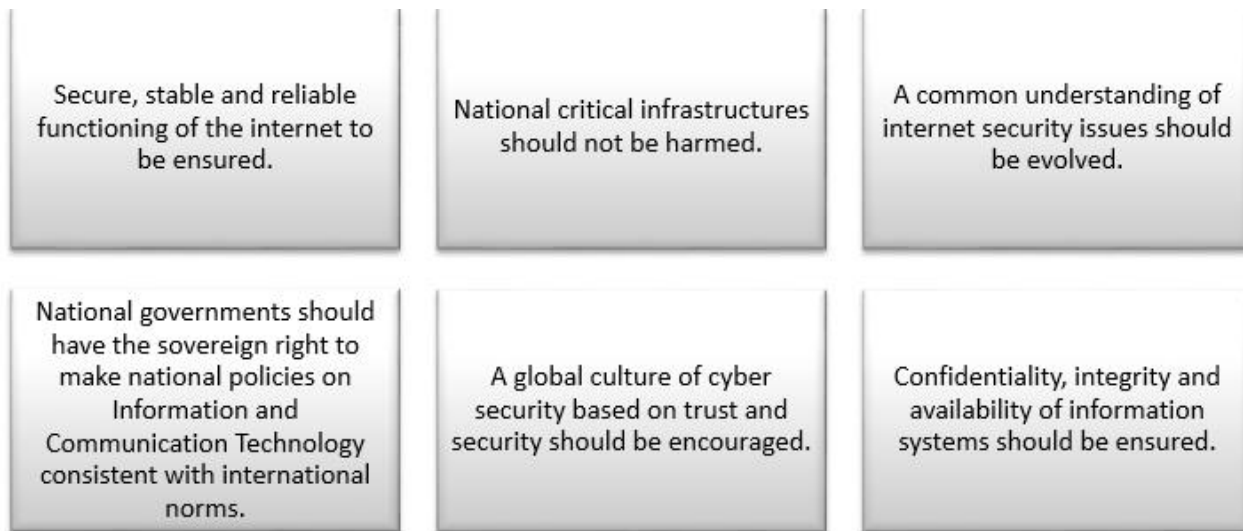 Secure, stable and reliable
functioning of the internet to
be ensured.
National critical infrastructures
should not be harmed.
A common understanding of
internet security issues should
be evolved.
National governments should
have the sovereign right to
make national policies on
Information and
Communication Technology
consistent with international
norms.
A global culture of cyber
security based on trust and
security should be encouraged.
Confidentiality, integrity and
availability of information
systems should be ensured.